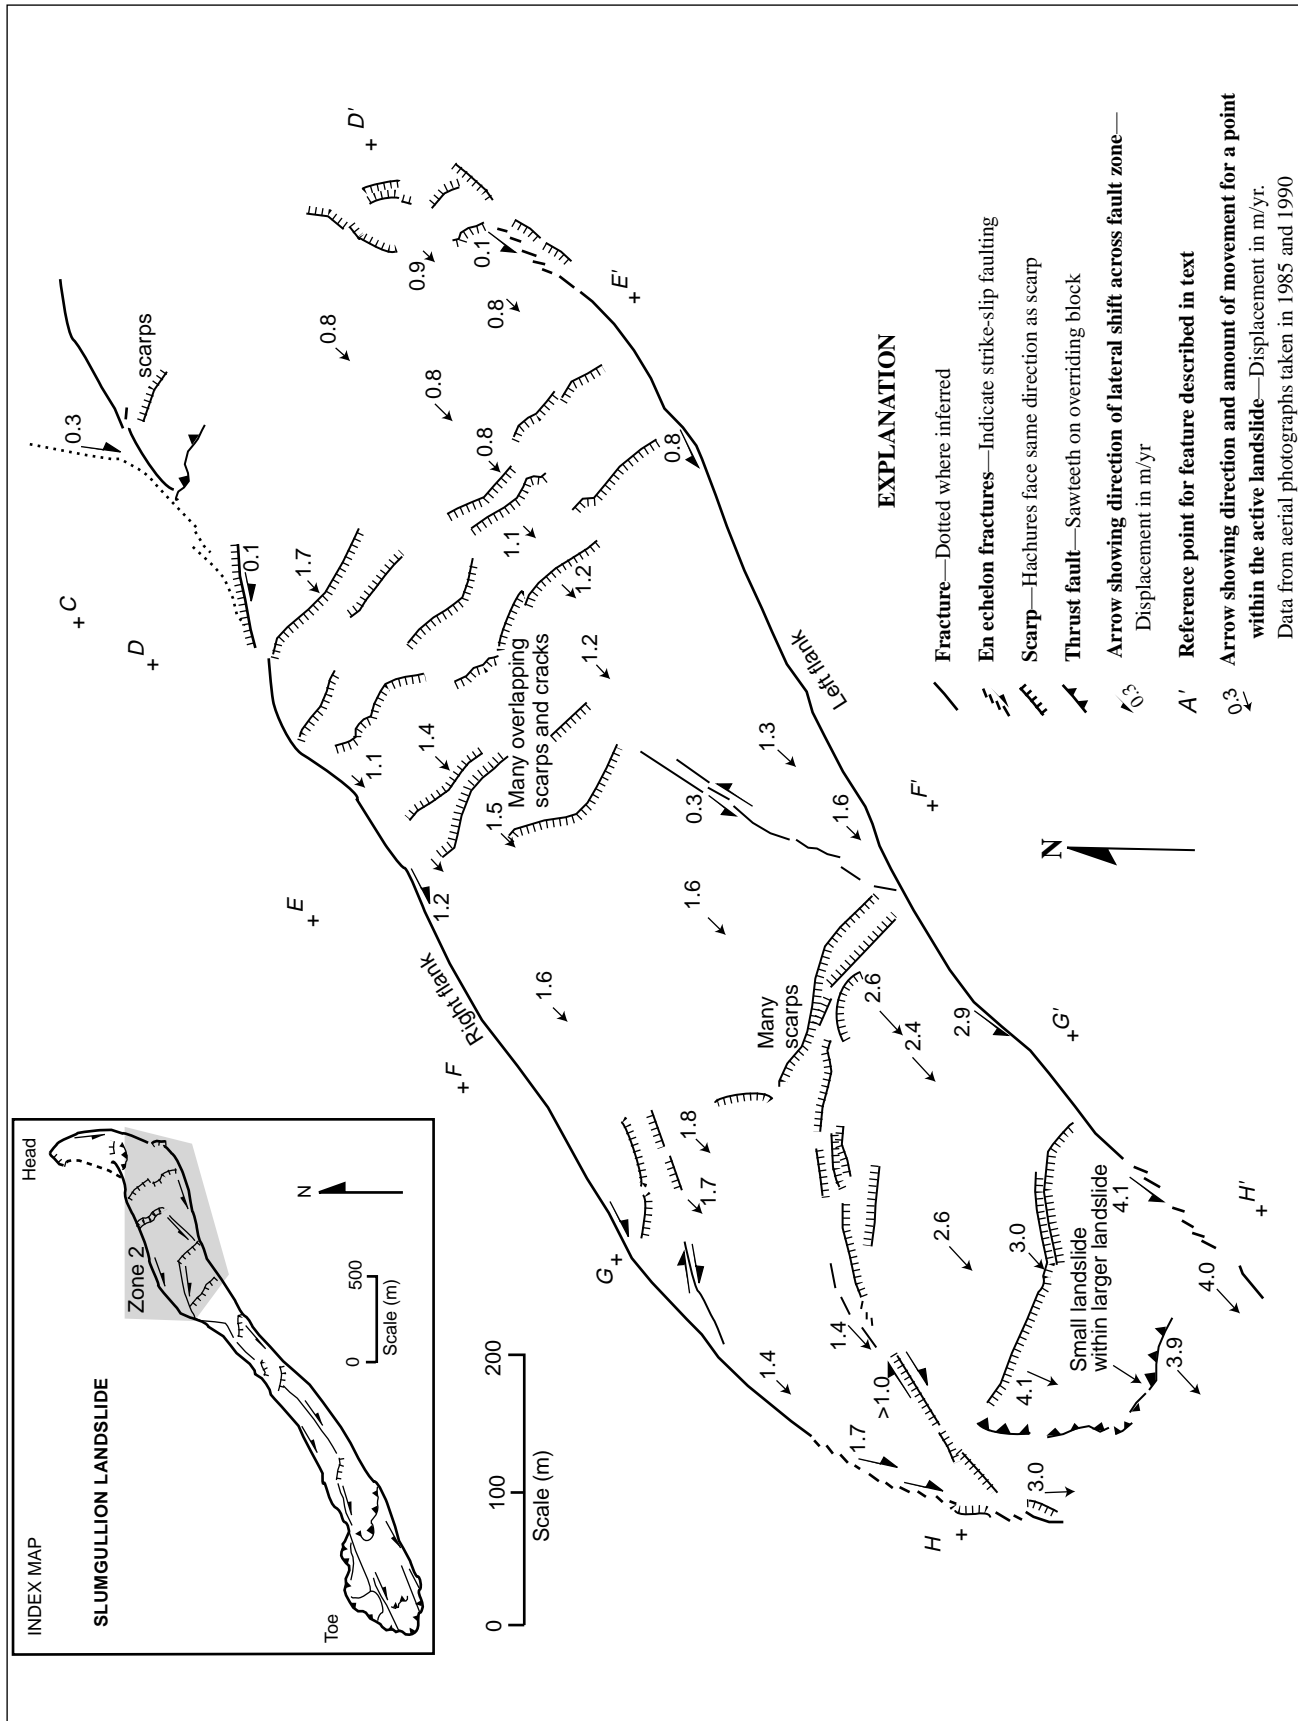 INDEX MAP
SLUMGULLION LANDSLIDE
Head
Zone 2
N
0
500
Scale (m)
Toe
0
100
200
Scale (m)
C
D
D'
E
E'
F
F'
G
G'
H
H'
scarps
0.3
0.1
1.7
0.8
0.9
0.1
0.8
0.8
0.8
0.8
1.1
1.2
1.2
1.1
1.4
1.5
1.2
Many overlapping
scarps and cracks
Right flank
Left flank
1.3
0.3
1.6
1.6
1.6
Many
scarps
2.6
2.4
2.9
1.8
1.7
2.6
3.0
4.1
4.0
1.4
1.4
>1.0
1.7
4.1
Small landslide
within larger landslide
3.9
3.0
N
EXPLANATION
Fracture—Dotted where inferred
En echelon fractures—Indicate strike-slip faulting
Scarp—Hachures face same direction as scarp
Thrust fault—Sawteeth on overriding block
0.3
Arrow showing direction of lateral shift across fault zone—
Displacement in m/yr
A'
Reference point for feature described in text
0.3
Arrow showing direction and amount of movement for a point
within the active landslide—Displacement in m/yr.
Data from aerial photographs taken in 1985 and 1990